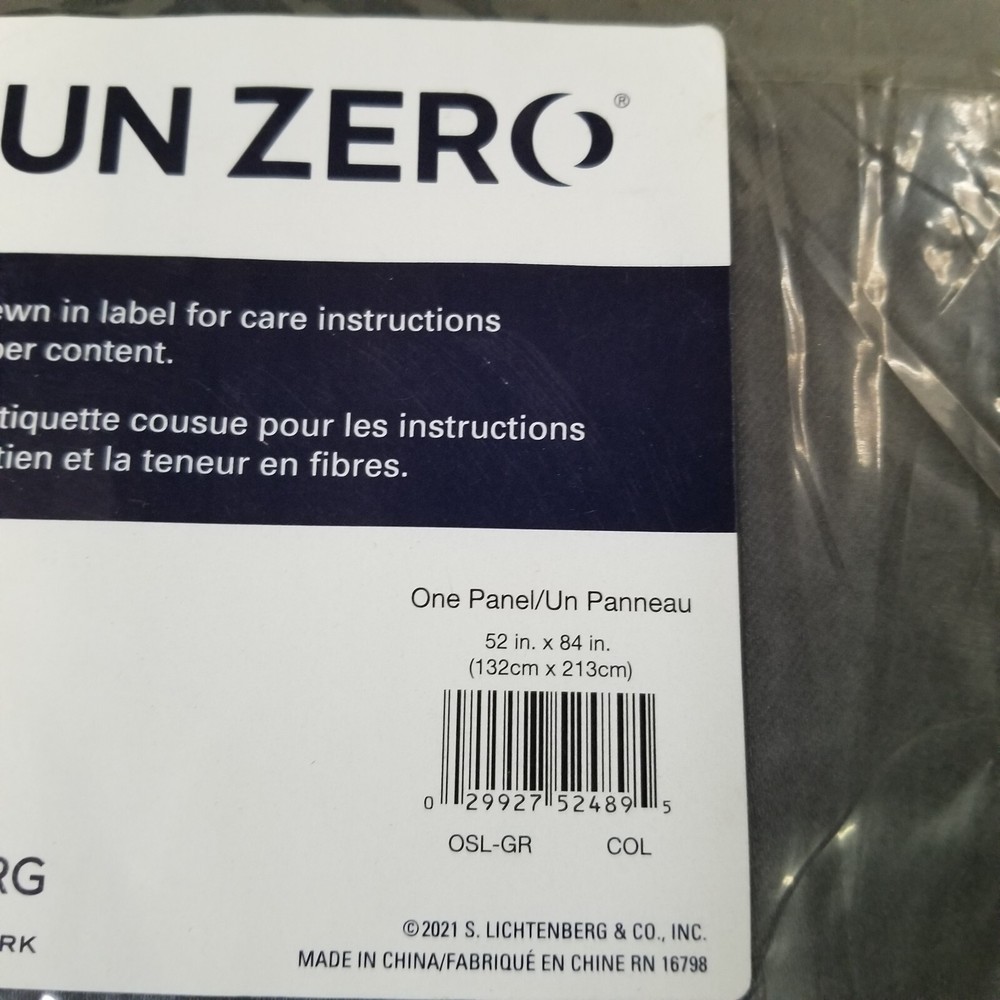 UN ZERO®
ewn in label for care instructions
per content.
tiquette cousue pour les instructions
tien et la teneur en fibres.
One Panel/Un Panneau
52 in. x 84 in.
(132cm x 213cm)
0 29927 52489 5
OSL-GR COL
RG
RK
©2021 S. LICHTENBERG & CO., INC.
MADE IN CHINA/FABRIQUÉ EN CHINE RN 16798